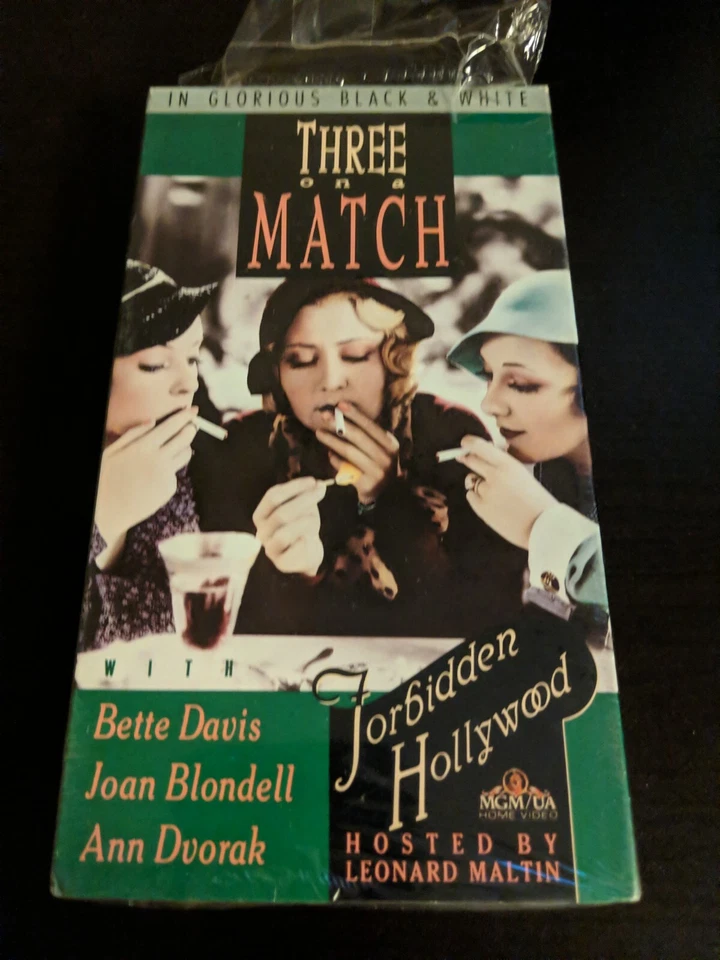 IN GLORIOUS BLACK & WHITE
THREE
on a
MATCH
WITH
Bette Davis
Joan Blondell
Ann Dvorak
Forbidden
Hollywood
MGM/UA
HOME VIDEO
HOSTED BY
LEONARD MALTIN